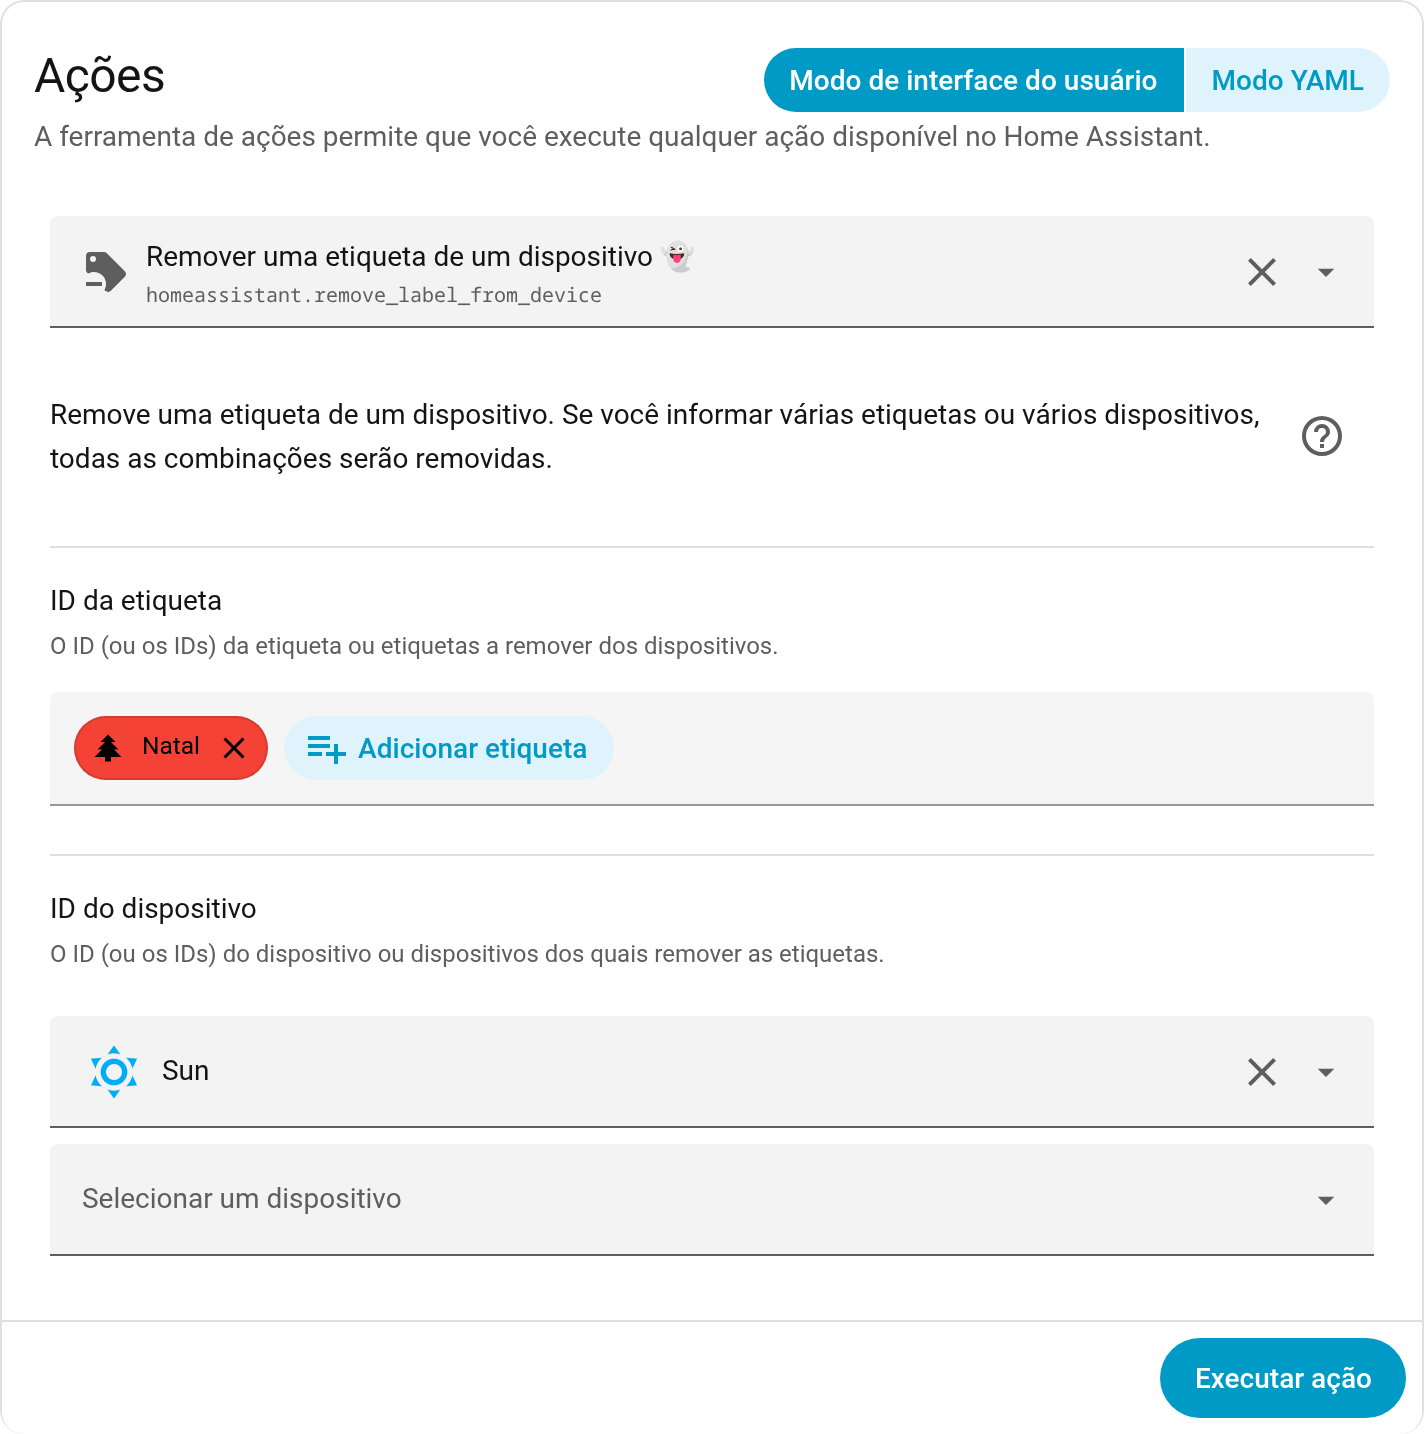 Ações
Modo de interface do usuário
Modo YAML
A ferramenta de ações permite que você execute qualquer ação disponível no Home Assistant.
Remover uma etiqueta de um dispositivo 👻
homeassistant.remove_label_from_device
Remove uma etiqueta de um dispositivo. Se você informar várias etiquetas ou vários dispositivos,
todas as combinações serão removidas.
ID da etiqueta
O ID (ou os IDs) da etiqueta ou etiquetas a remover dos dispositivos.
Natal
Adicionar etiqueta
ID do dispositivo
O ID (ou os IDs) do dispositivo ou dispositivos dos quais remover as etiquetas.
Sun
Selecionar um dispositivo
Executar ação